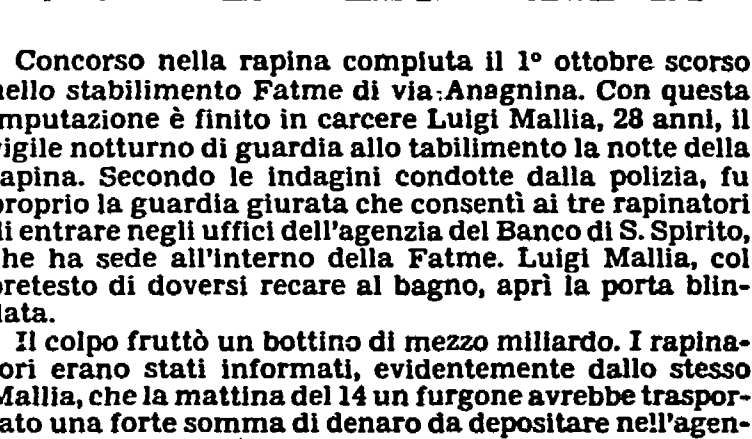 Concorso nella rapina compiuta il 1° ottobre scorso
nello stabilimento Fatme di via Anagnina. Con questa
mputazione è finito in carcere Luigi Mallia, 28 anni, il
vigile notturno di guardia allo tabilimento la notte della
rapina. Secondo le indagini condotte dalla polizia, fu
proprio la guardia giurata che consentì ai tre rapinatori
di entrare negli uffici dell'agenzia del Banco di S. Spirito,
che ha sede all'interno della Fatme. Luigi Mallia, col
pretesto di doversi recare al bagno, aprì la porta blin-
data.
Il colpo fruttò un bottino di mezzo miliardo. I rapina-
tori erano stati informati, evidentemente dallo stesso
Mallia, che la mattina del 14 un furgone avrebbe traspor-
tato una forte somma di denaro da depositare nell'agen-